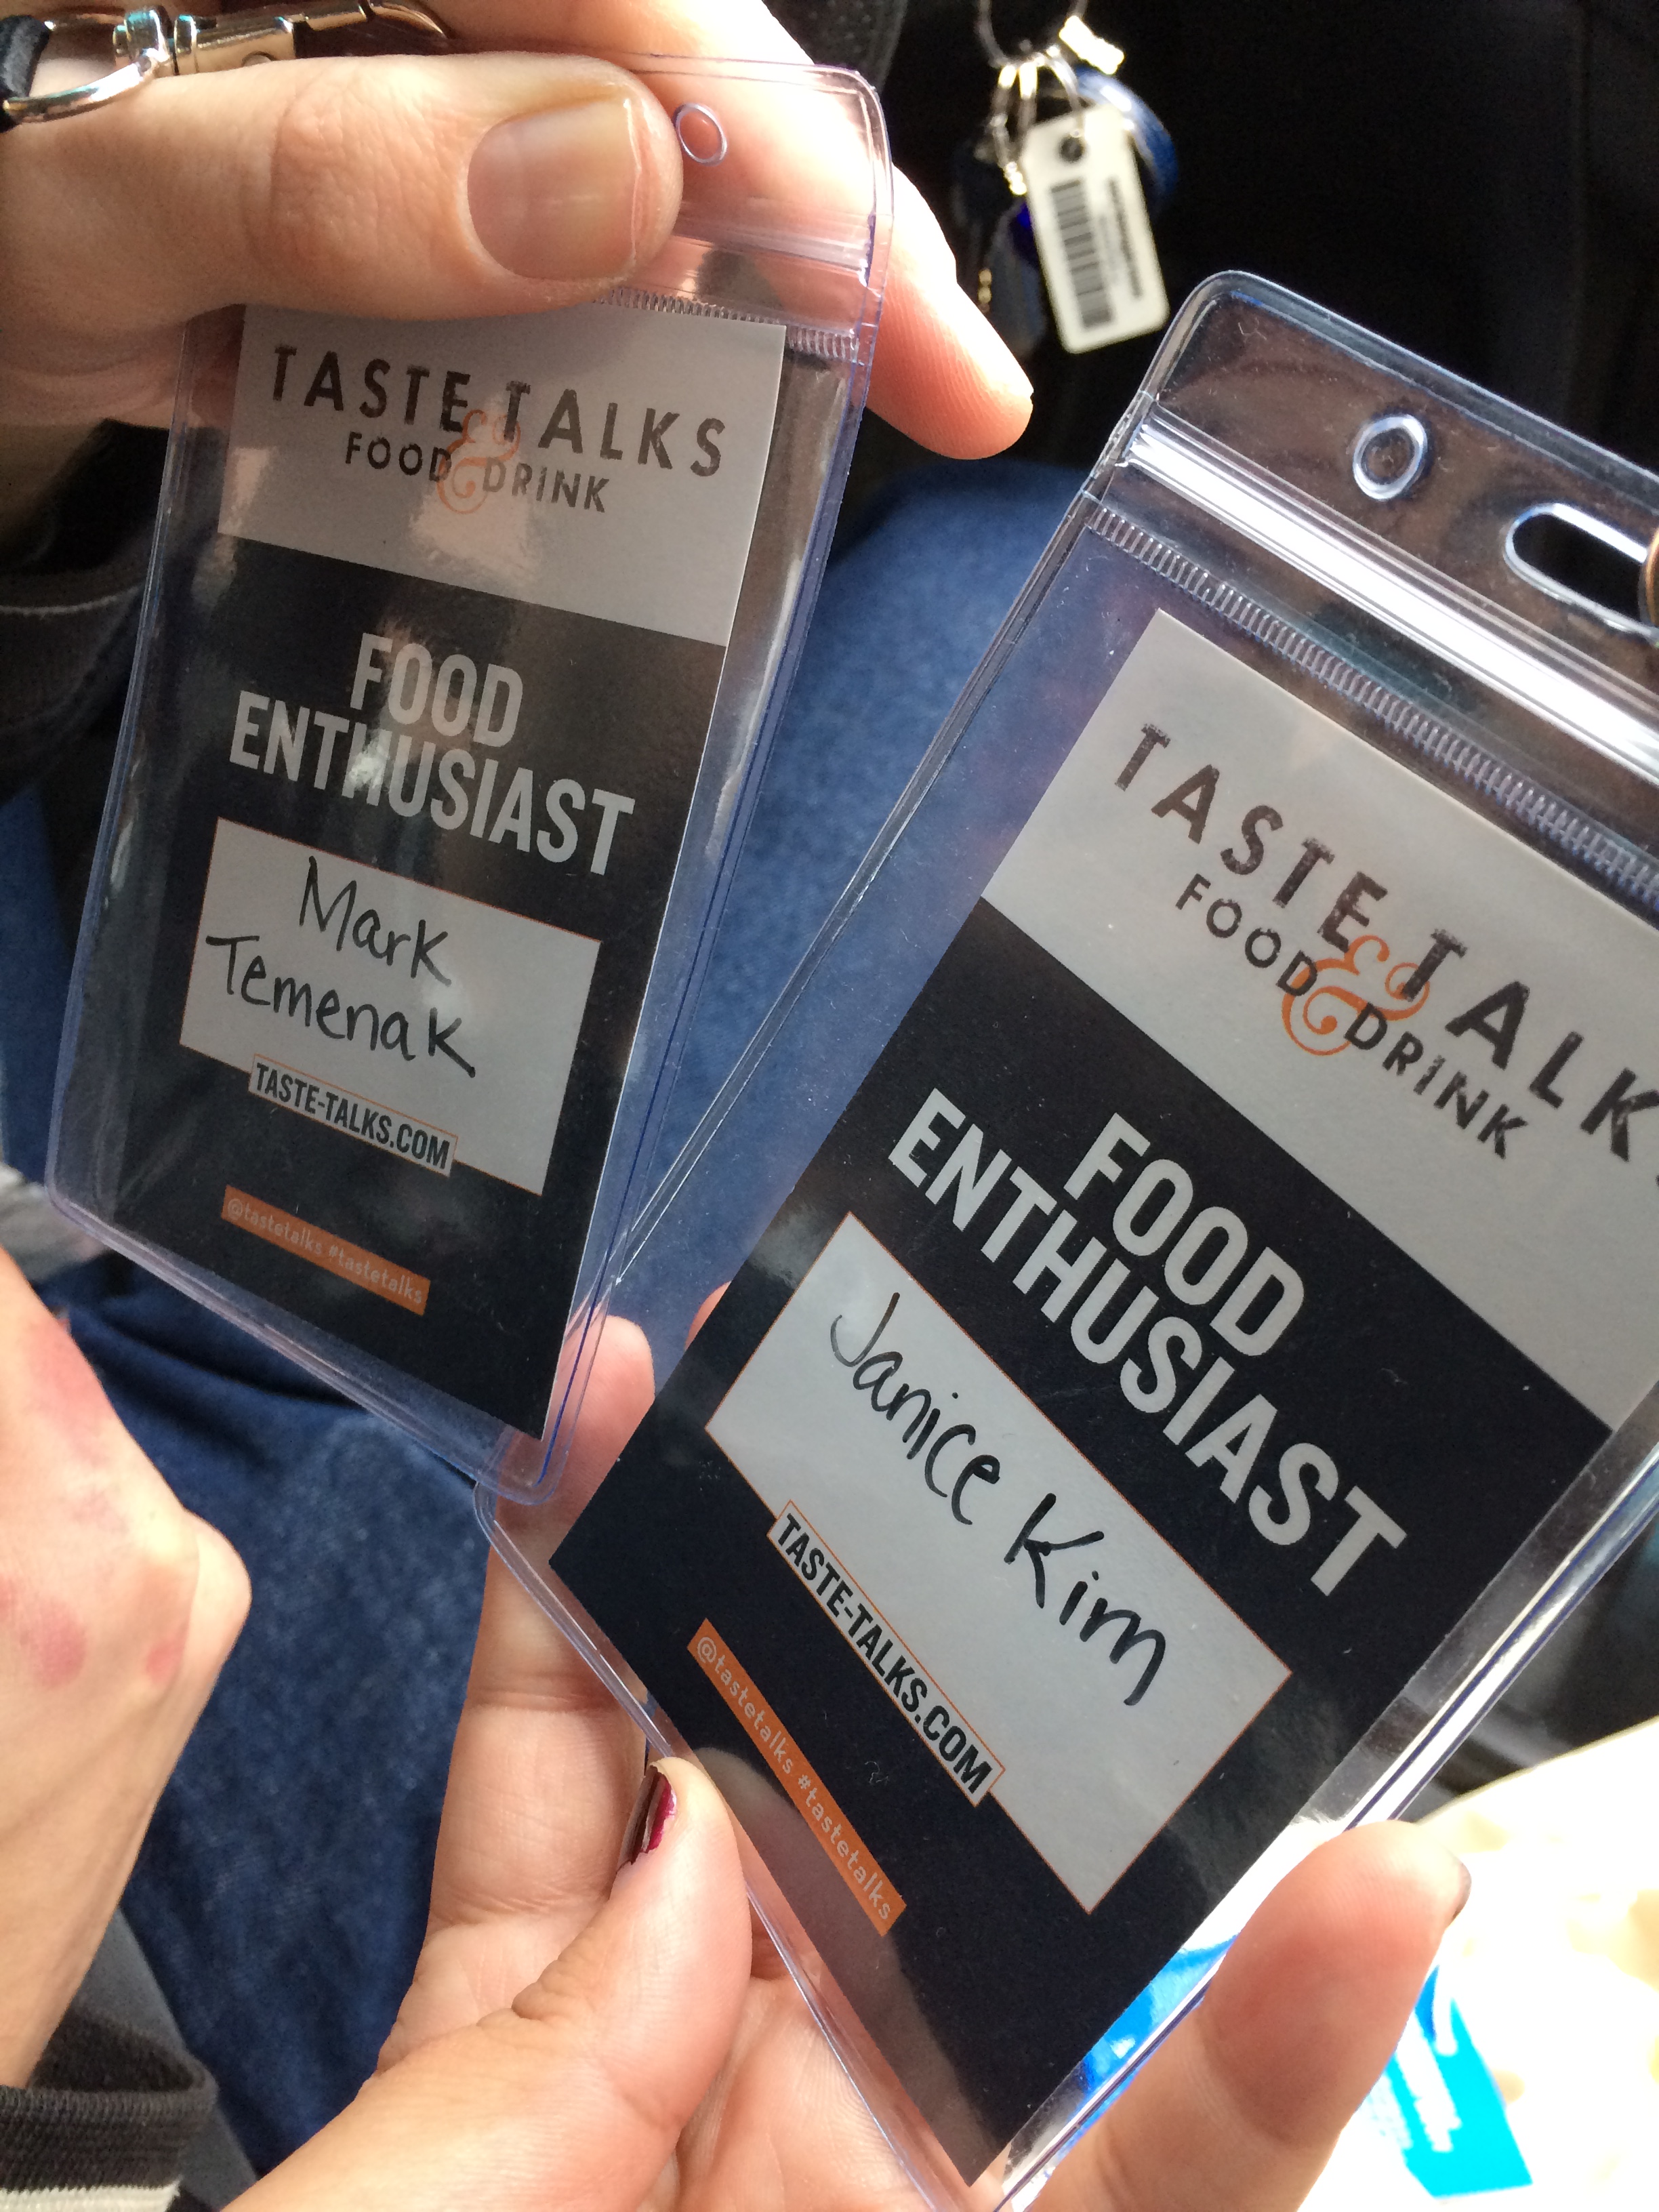 TASTE TALKS
FOOD & DRINK
FOOD
ENTHUSIAST
Mark
Temenak
TASTE-TALKS.COM
@tastetalks #tastetalks
TASTE TALKS
FOOD & DRINK
FOOD
ENTHUSIAST
Janice Kim
TASTE-TALKS.COM
@tastetalks #tastetalks